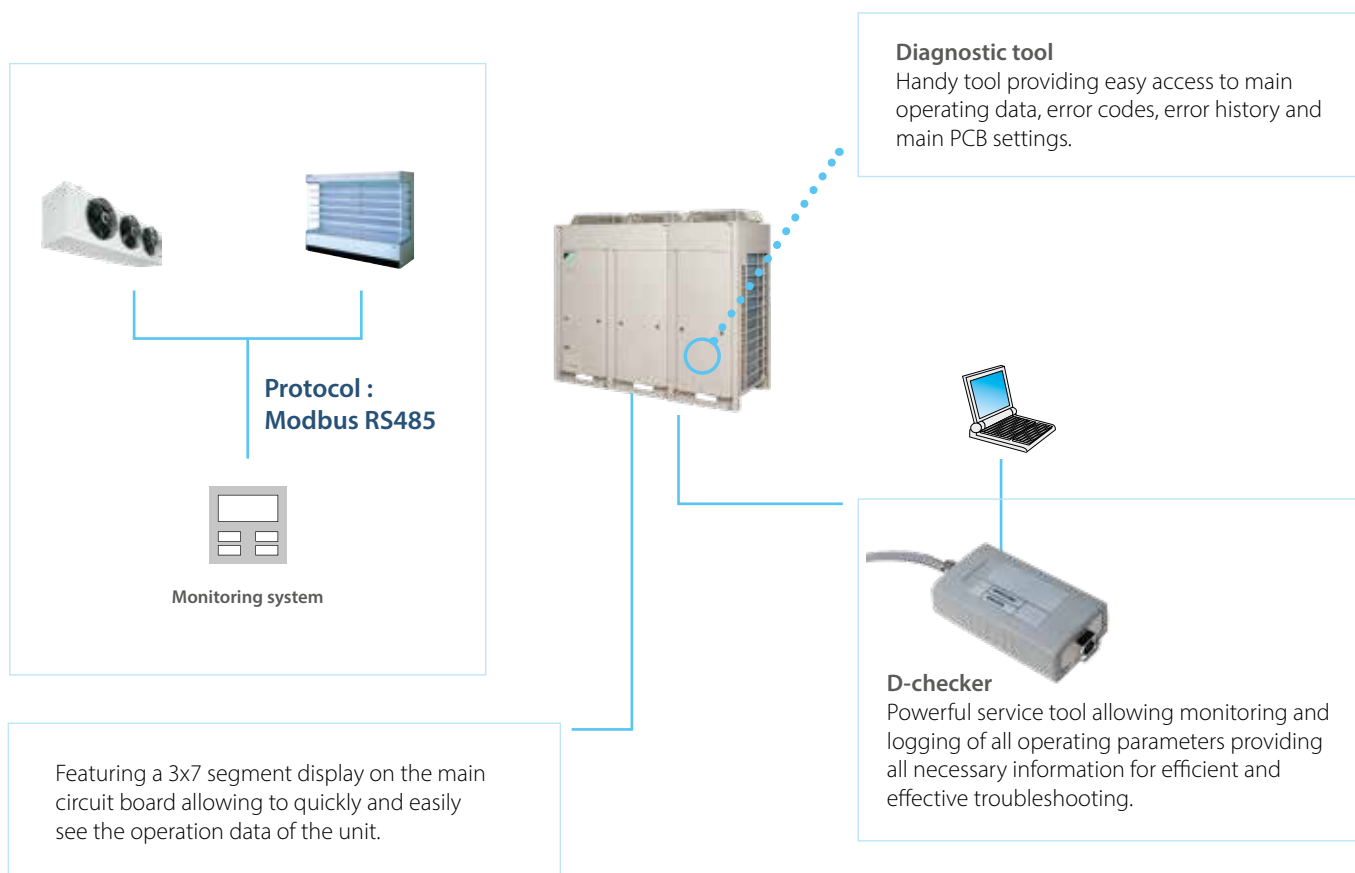 Diagnostic tool
Handy tool providing easy access to main
operating data, error codes, error history and
main PCB settings.
Protocol :
Modbus RS485
Monitoring system
D-checker
Powerful service tool allowing monitoring and
logging of all operating parameters providing
all necessary information for efficient and
effective troubleshooting.
Featuring a 3x7 segment display on the main
circuit board allowing to quickly and easily
see the operation data of the unit.